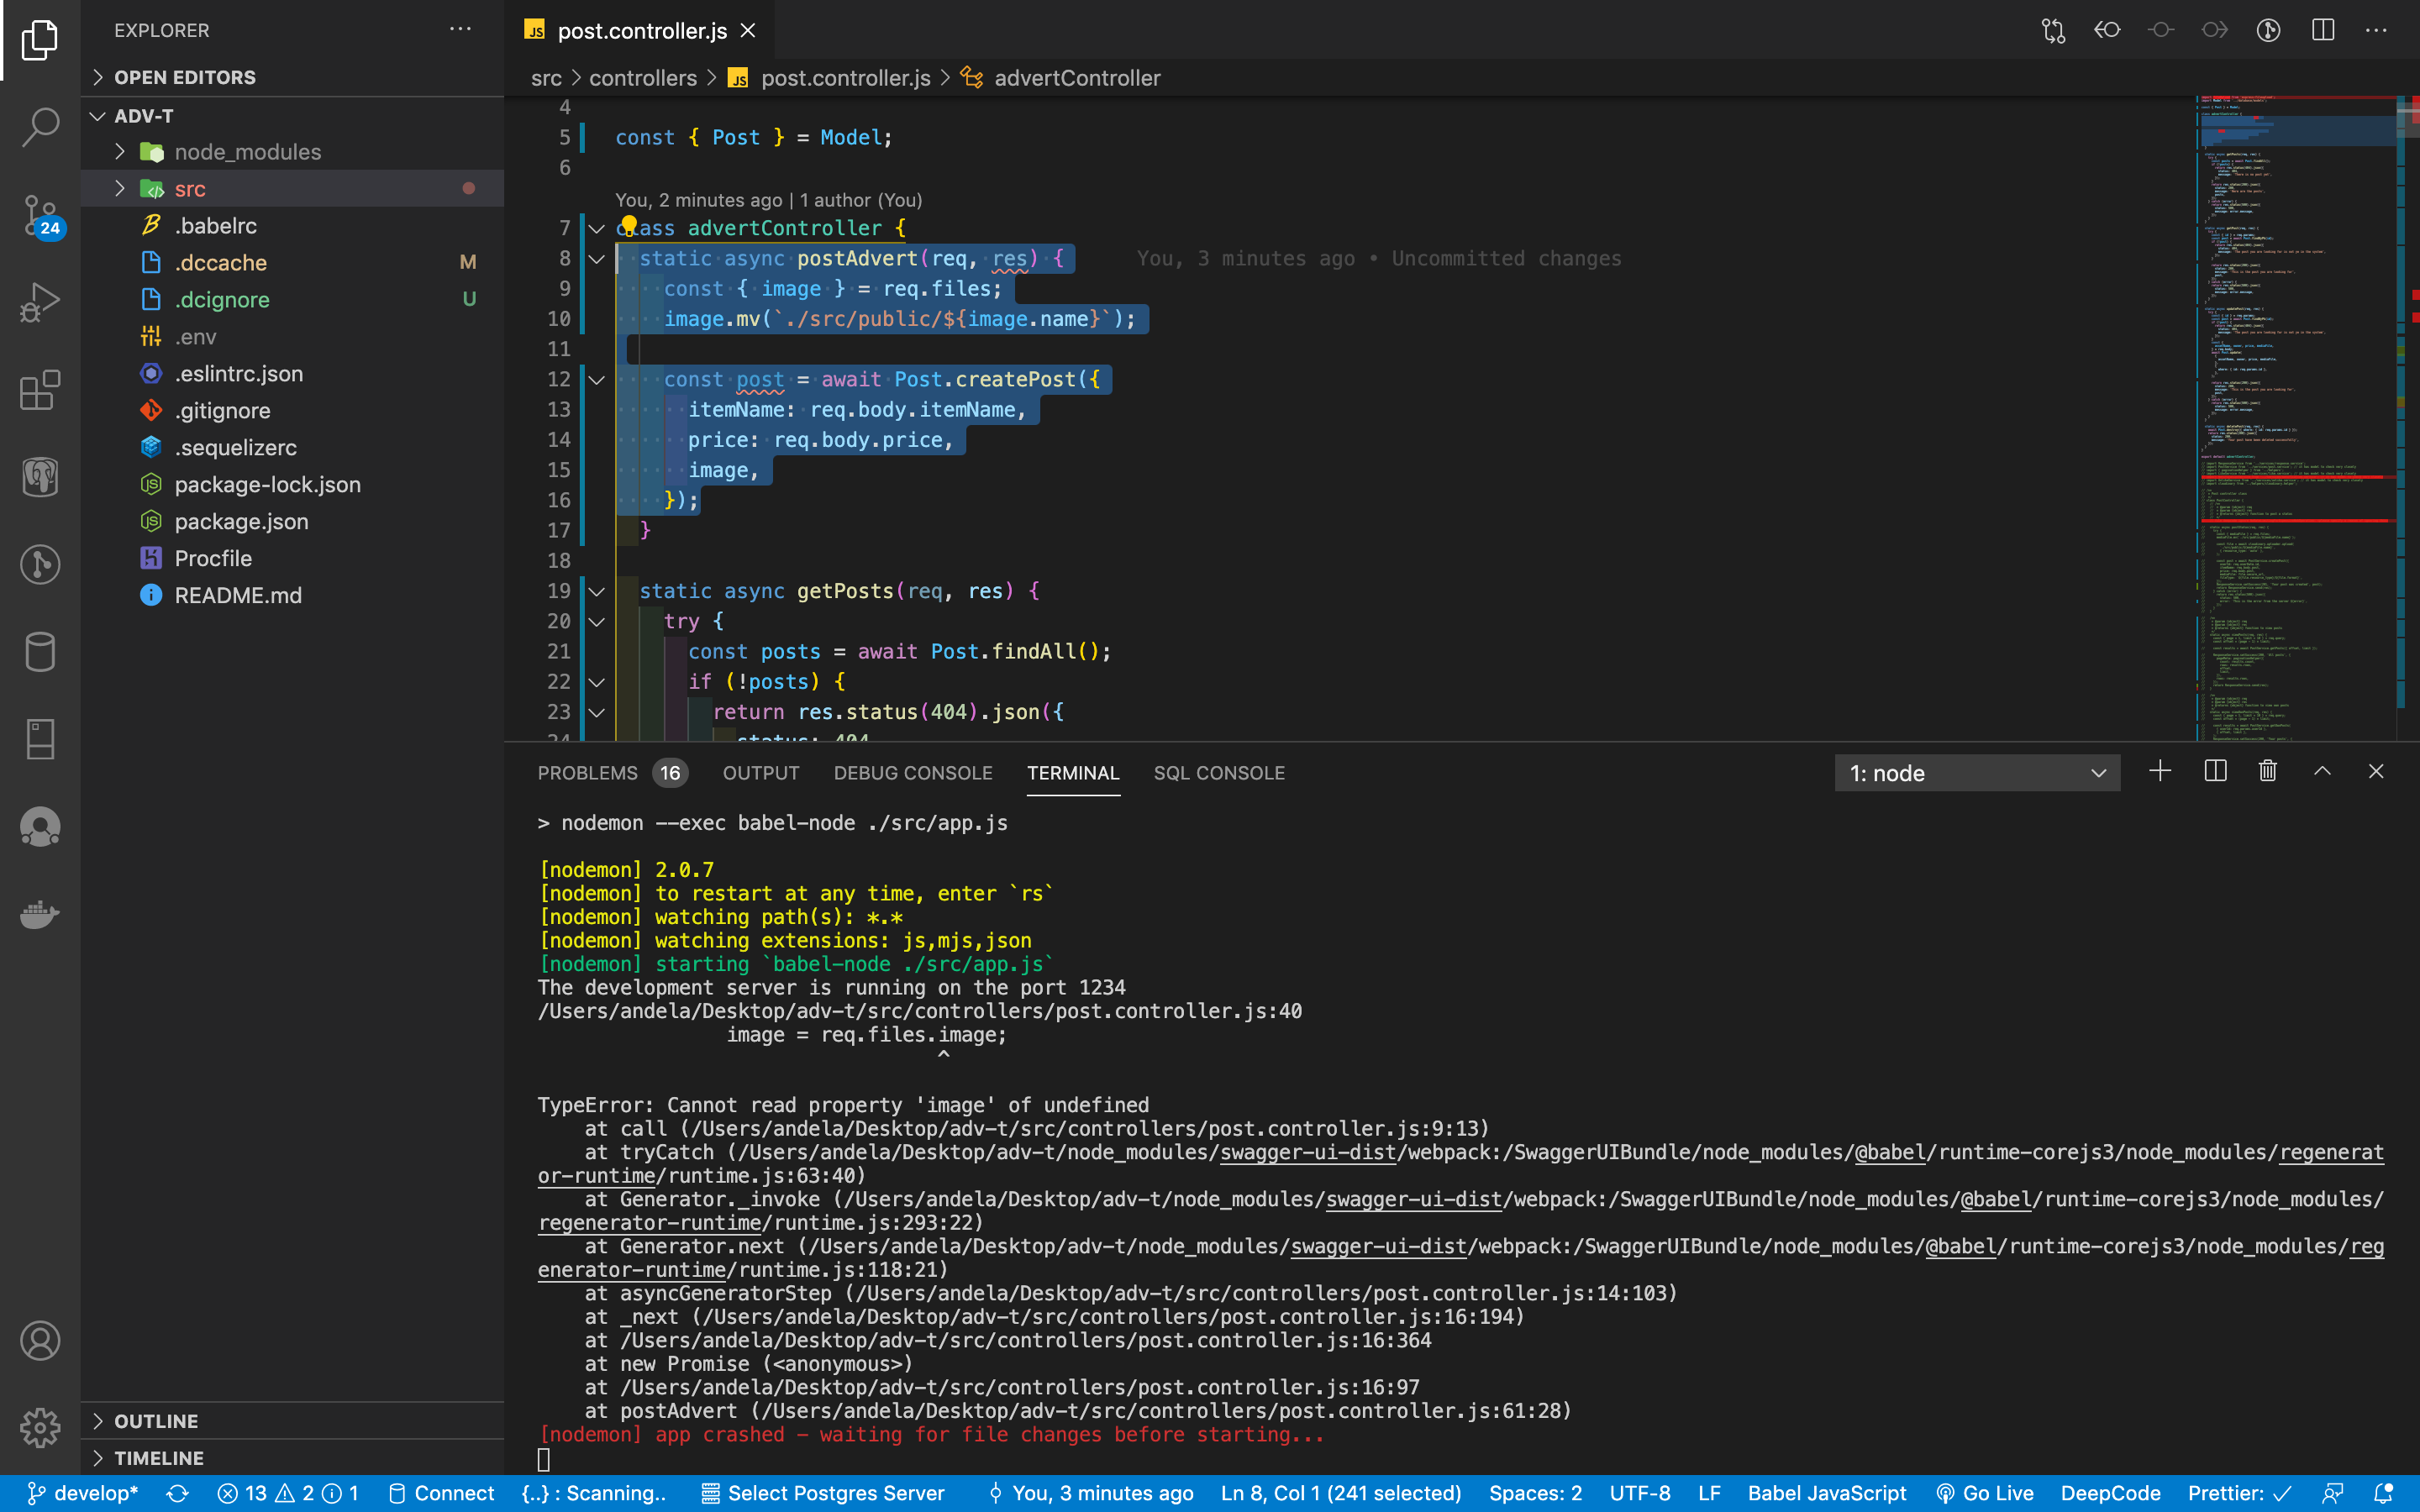 EXPLORER
OPEN EDITORS
ADV-T
node_modules
src
.babelrc
.dccache M
.dcignore U
.env
.eslintrc.json
.gitignore
.sequelizerc
package-lock.json
package.json
Procfile
README.md
OUTLINE
TIMELINE
24
JS post.controller.js
src > controllers > JS post.controller.js > advertController
4
5 const { Post } = Model;
6
You, 2 minutes ago | 1 author (You)
7 class advertController {
8 static async postAdvert(req, res) { You, 3 minutes ago • Uncommitted changes
9 const { image } = req.files;
10 image.mv(`./src/public/${image.name}`);
11
12 const post = await Post.createPost({
13 itemName: req.body.itemName,
14 price: req.body.price,
15 image,
16 });
17 }
18
19 static async getPosts(req, res) {
20 try {
21 const posts = await Post.findAll();
22 if (!posts) {
23 return res.status(404).json({
24 status: 404
PROBLEMS 16 OUTPUT DEBUG CONSOLE TERMINAL SQL CONSOLE 1: node
> nodemon --exec babel-node ./src/app.js
[nodemon] 2.0.7
[nodemon] to restart at any time, enter `rs`
[nodemon] watching path(s): *.*
[nodemon] watching extensions: js,mjs,json
[nodemon] starting `babel-node ./src/app.js`
The development server is running on the port 1234
/Users/andela/Desktop/adv-t/src/controllers/post.controller.js:40
image = req.files.image;
^
TypeError: Cannot read property 'image' of undefined
at call (/Users/andela/Desktop/adv-t/src/controllers/post.controller.js:9:13)
at tryCatch (/Users/andela/Desktop/adv-t/node_modules/swagger-ui-dist/webpack:/SwaggerUIBundle/node_modules/@babel/runtime-corejs3/node_modules/regenerat
or-runtime/runtime.js:63:40)
at Generator._invoke (/Users/andela/Desktop/adv-t/node_modules/swagger-ui-dist/webpack:/SwaggerUIBundle/node_modules/@babel/runtime-corejs3/node_modules/
regenerator-runtime/runtime.js:293:22)
at Generator.next (/Users/andela/Desktop/adv-t/node_modules/swagger-ui-dist/webpack:/SwaggerUIBundle/node_modules/@babel/runtime-corejs3/node_modules/reg
enerator-runtime/runtime.js:118:21)
at asyncGeneratorStep (/Users/andela/Desktop/adv-t/src/controllers/post.controller.js:14:103)
at _next (/Users/andela/Desktop/adv-t/src/controllers/post.controller.js:16:194)
at /Users/andela/Desktop/adv-t/src/controllers/post.controller.js:16:364
at new Promise (<anonymous>)
at /Users/andela/Desktop/adv-t/src/controllers/post.controller.js:16:97
at postAdvert (/Users/andela/Desktop/adv-t/src/controllers/post.controller.js:61:28)
[nodemon] app crashed - waiting for file changes before starting...
develop* 13 2 1 Connect {..} : Scanning.. Select Postgres Server You, 3 minutes ago Ln 8, Col 1 (241 selected) Spaces: 2 UTF-8 LF Babel JavaScript Go Live DeepCode Prettier: ✓